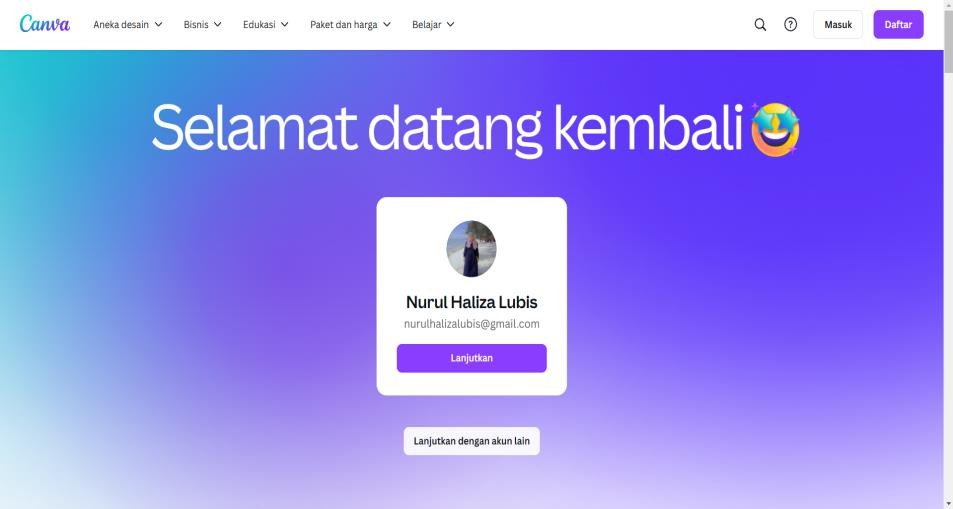 Canva Aneka desain Bisnis Edukasi Paket dan harga Belajar Masuk Daftar
Selamat datang kembali
Nurul Haliza Lubis
nurulhalizalubis@gmail.com
Lanjutkan
Lanjutkan dengan akun lain